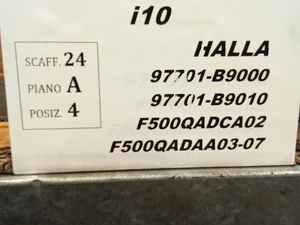 i10
HALLA
SCAFF. 24
PIANO A
POSIZ. 4
97701-B9000
97701-B9010
F500QADCA02
F500QADAA03-07